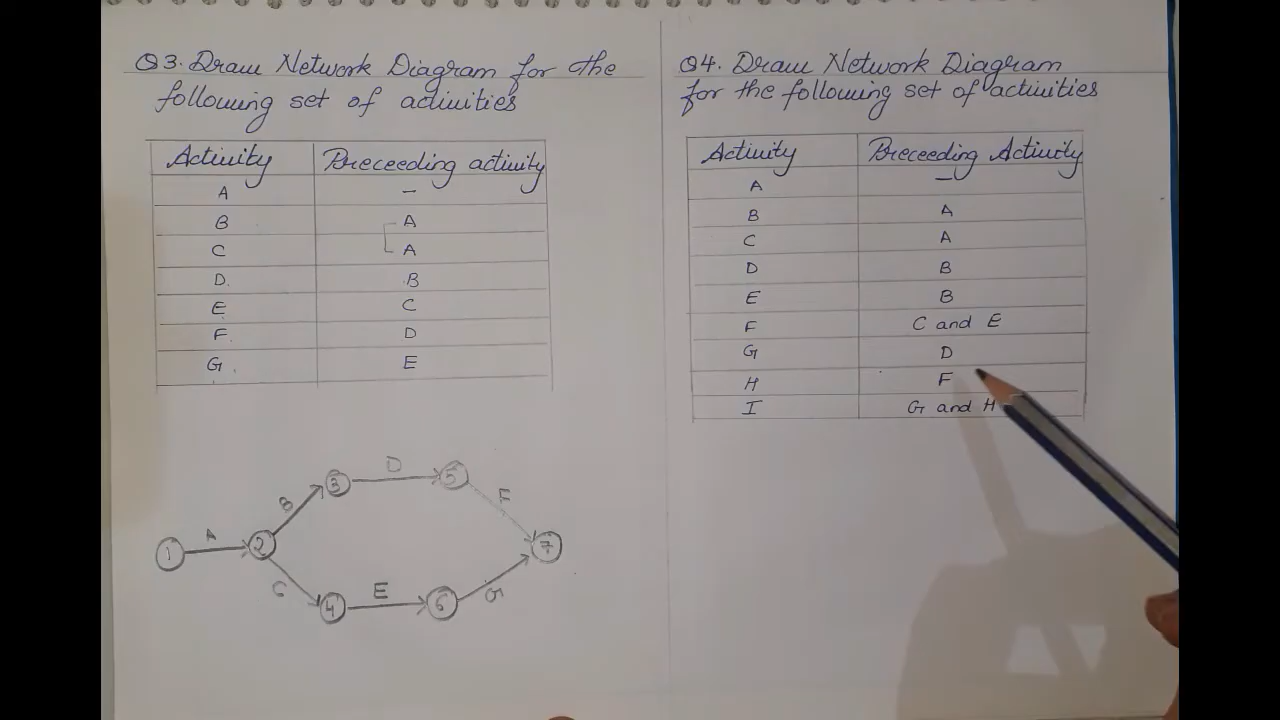 Q3. Draw Network Diagram for the
following set of activities
Activity Preceeding activity
A –
B A
C A
D. B
E C
F D
G E
1 A 2 B 3 D 5 F 7
C 4 E 6 G
Q4. Draw Network Diagram
for the following set of activities
Activity Preceeding Activity
A –
B A
C A
D B
E B
F C and E
G D
H F
I G and H